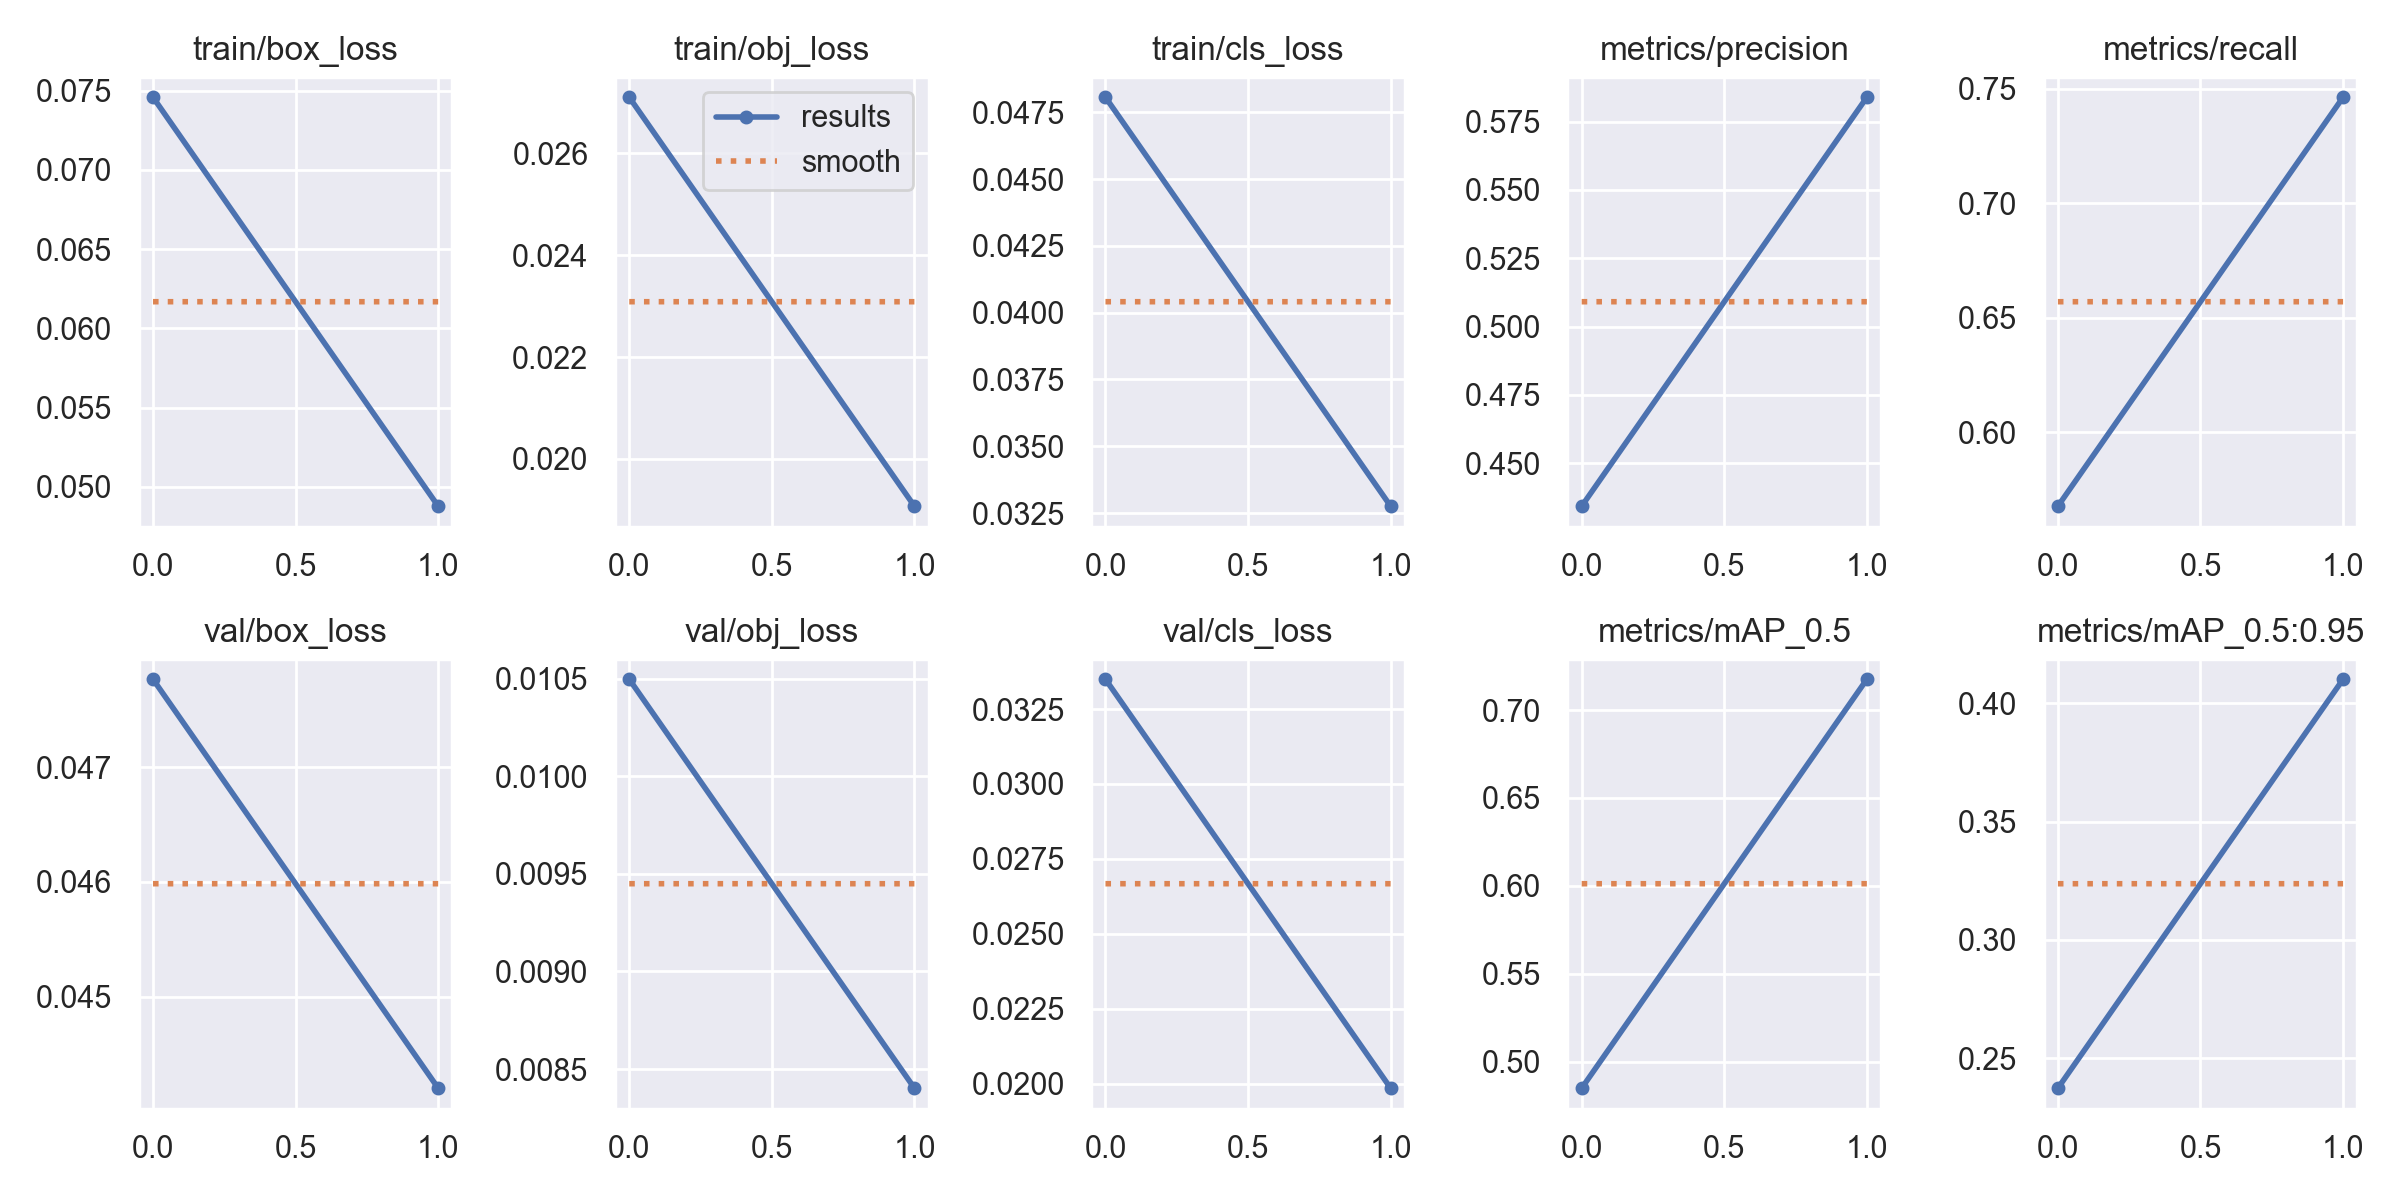 train/box_loss
0.075
0.070
0.065
0.060
0.055
0.050
0.0 0.5 1.0
train/obj_loss
results
smooth
0.026
0.024
0.022
0.020
0.0 0.5 1.0
train/cls_loss
0.0475
0.0450
0.0425
0.0400
0.0375
0.0350
0.0325
0.0 0.5 1.0
metrics/precision
0.575
0.550
0.525
0.500
0.475
0.450
0.0 0.5 1.0
metrics/recall
0.75
0.70
0.65
0.60
0.0 0.5 1.0
val/box_loss
0.047
0.046
0.045
0.0 0.5 1.0
val/obj_loss
0.0105
0.0100
0.0095
0.0090
0.0085
0.0 0.5 1.0
val/cls_loss
0.0325
0.0300
0.0275
0.0250
0.0225
0.0200
0.0 0.5 1.0
metrics/mAP_0.5
0.70
0.65
0.60
0.55
0.50
0.0 0.5 1.0
metrics/mAP_0.5:0.95
0.40
0.35
0.30
0.25
0.0 0.5 1.0